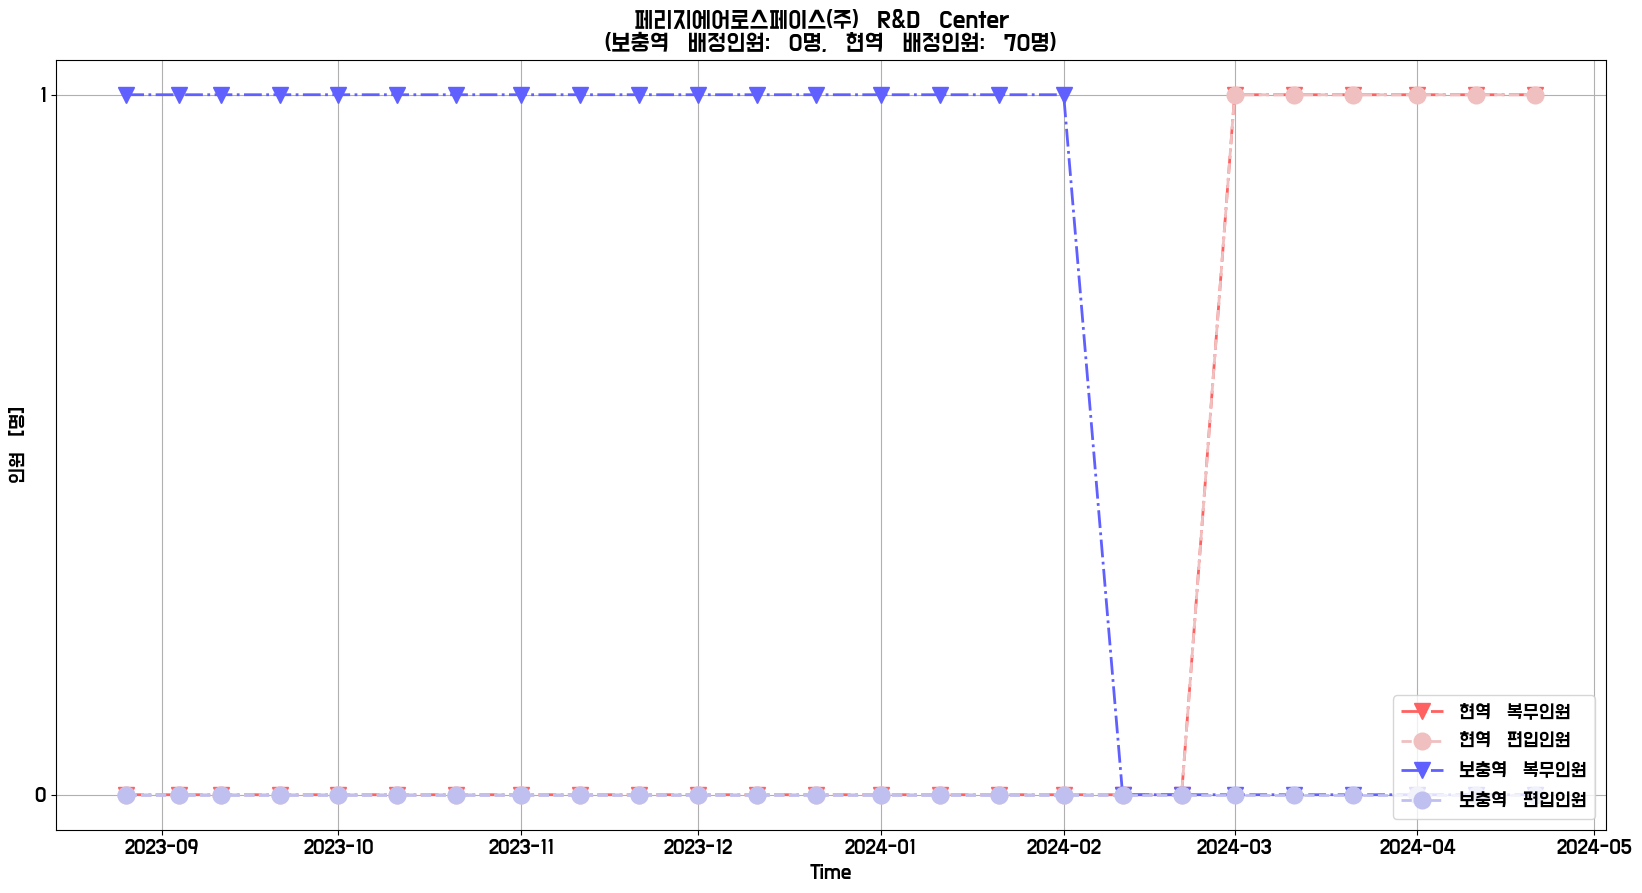 페리지에어로스페이스(주) R&D Center
(보충역 배정인원: 0명, 현역 배정인원: 70명)
1
0
인원 [명]
현역 복무인원
현역 편입인원
보충역 복무인원
보충역 편입인원
2023-09 2023-10 2023-11 2023-12 2024-01 2024-02 2024-03 2024-04 2024-05
Time